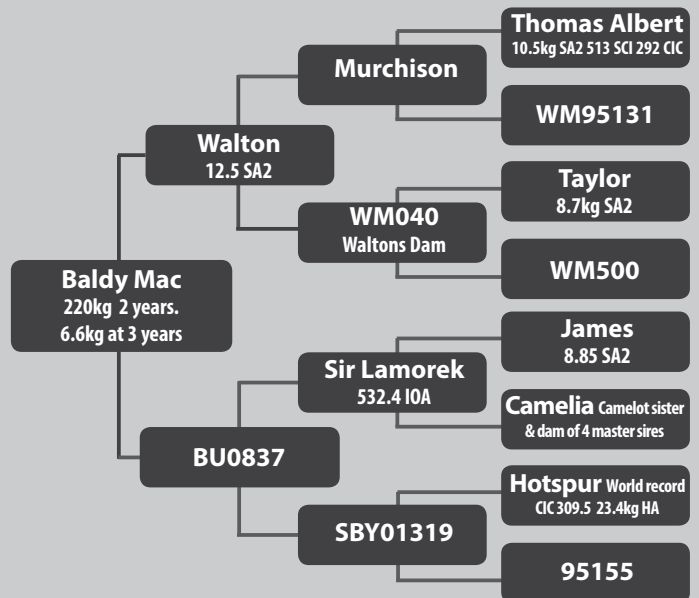 Thomas Albert
10.5kg SA2 513 SCI 292 CIC
Murchison
WM95131
Walton
12.5 SA2
Taylor
8.7kg SA2
WM040
Waltons Dam
WM500
Baldy Mac
220kg 2 years.
6.6kg at 3 years
James
8.85 SA2
Sir Lamorek
532.4 IOA
Camelia Camelot sister
& dam of 4 master sires
BU0837
Hotspur World record
CIC 309.5 23.4kg HA
SBY01319
95155